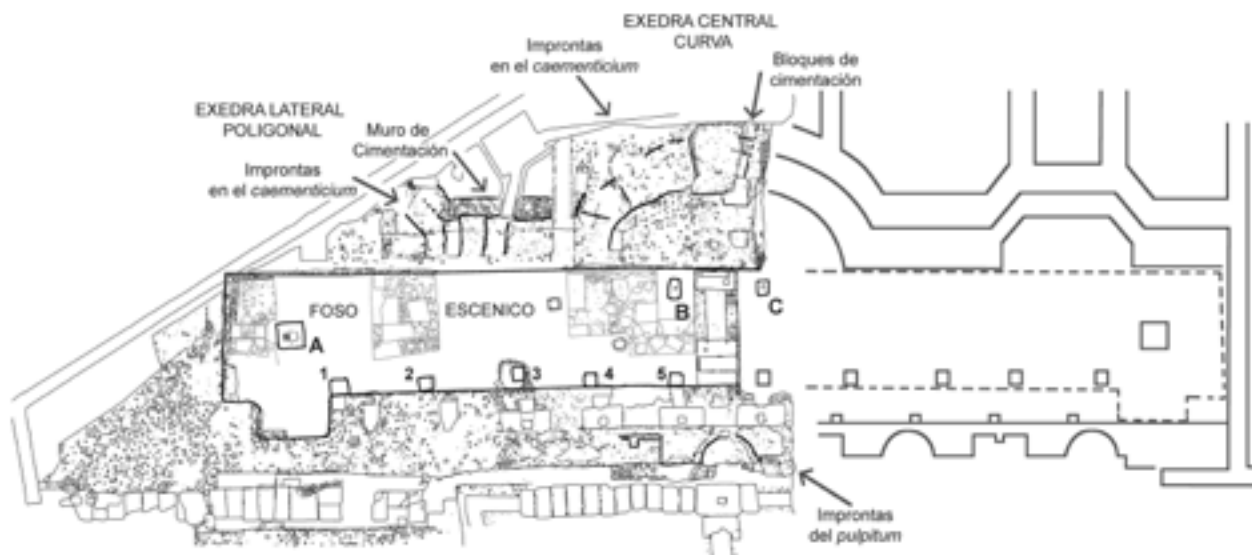 EXEDRA CENTRAL
CURVA
Improntas
en el caementicium
Bloques de
cimentación
EXEDRA LATERAL
POLIGONAL
Muro de
Cimentación
Improntas
en el caementicium
FOSO
ESCENICO
A
B
C
1
2
3
4
5
Improntas
del pulpitum